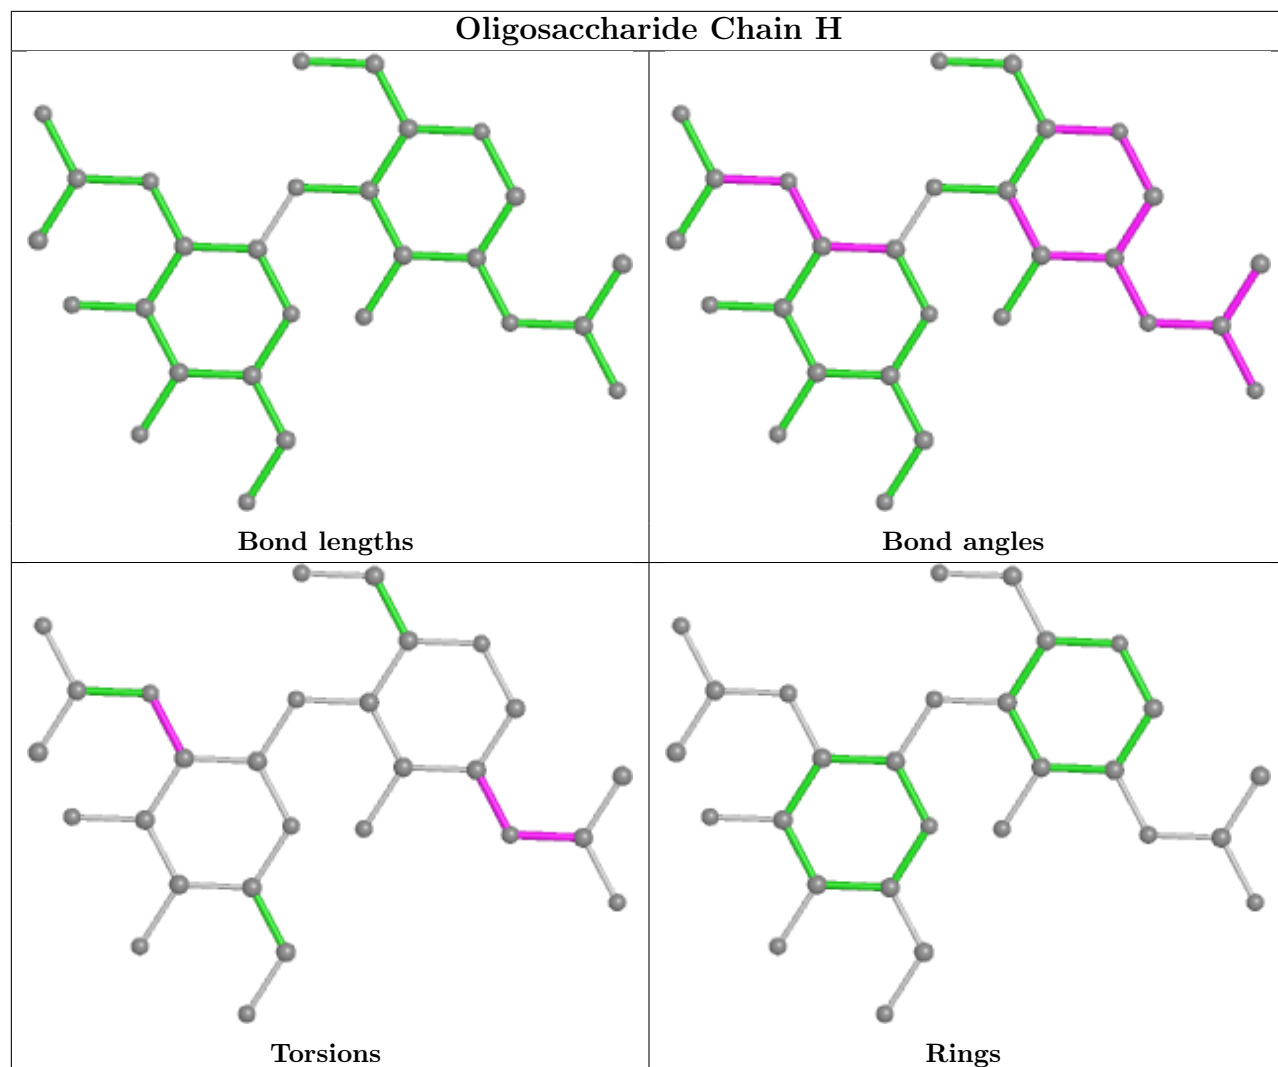 Oligosaccharide Chain H
Bond lengths
Bond angles
Torsions
Rings